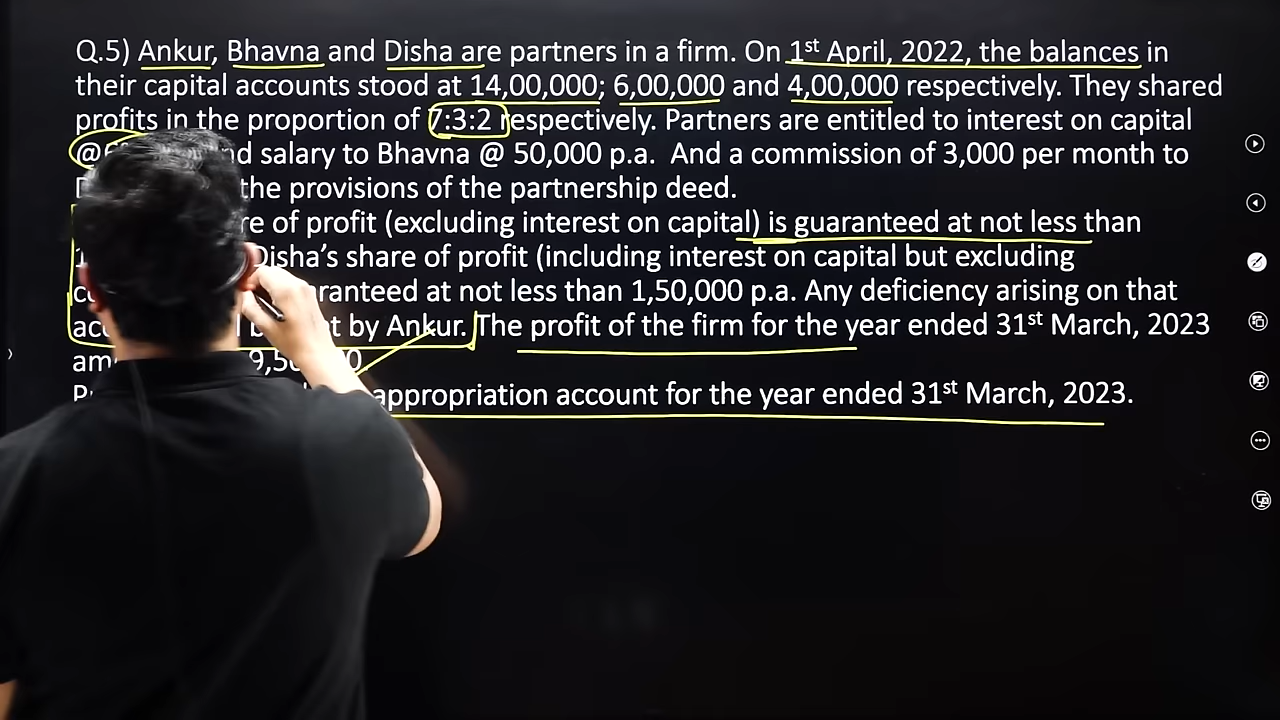 Q.5) Ankur, Bhavna and Disha are partners in a firm. On 1st April, 2022, the balances in
their capital accounts stood at 14,00,000; 6,00,000 and 4,00,000 respectively. They shared
profits in the proportion of 7:3:2 respectively. Partners are entitled to interest on capital
salary to Bhavna @ 50,000 p.a. And a commission of 3,000 per month to
the provisions of the partnership deed.
of profit (excluding interest on capital) is guaranteed at not less than
Disha's share of profit (including interest on capital but excluding
at not less than 1,50,000 p.a. Any deficiency arising on that
by Ankur. The profit of the firm for the year ended 31st March, 2023
appropriation account for the year ended 31st March, 2023.